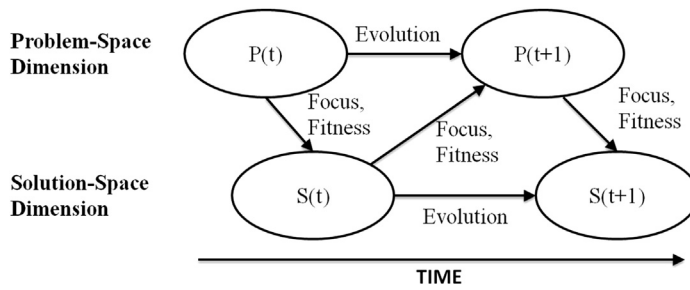 Problem-Space
Dimension
P(t)
Evolution
P(t+1)
Focus,
Fitness
Focus,
Fitness
Focus,
Fitness
Solution-Space
Dimension
S(t)
Evolution
S(t+1)
TIME